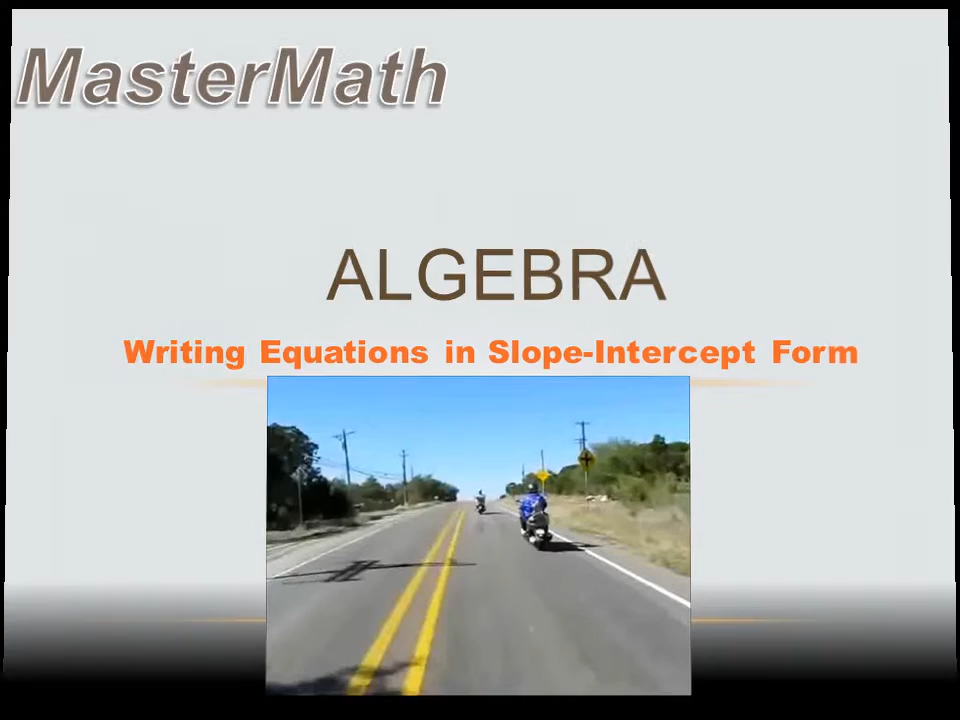 MasterMath
ALGEBRA
Writing Equations in Slope-Intercept Form